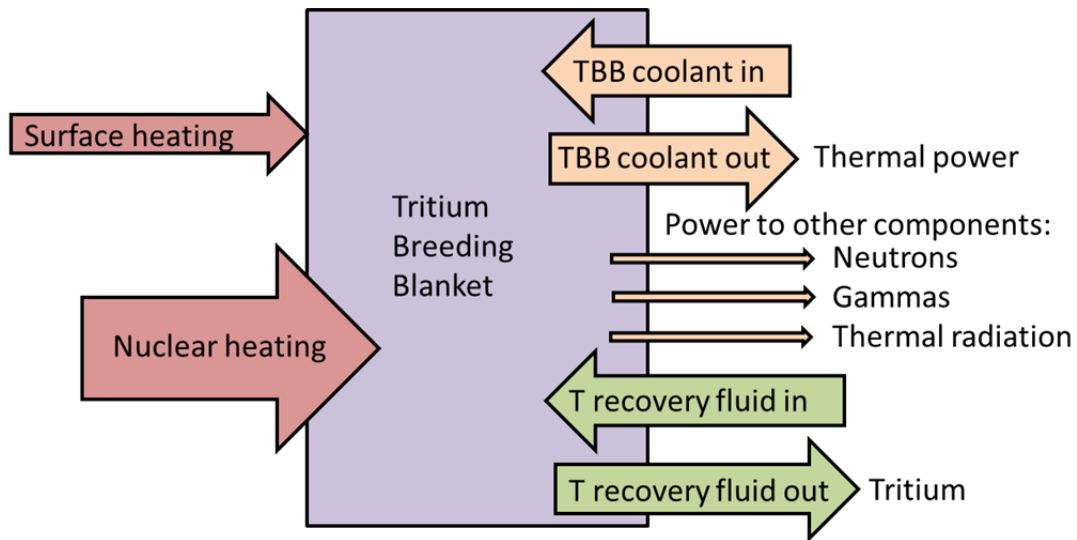 TBB coolant in
Surface heating
TBB coolant out
Thermal power
Tritium
Breeding
Blanket
Power to other components:
Neutrons
Gammas
Thermal radiation
Nuclear heating
T recovery fluid in
T recovery fluid out
Tritium